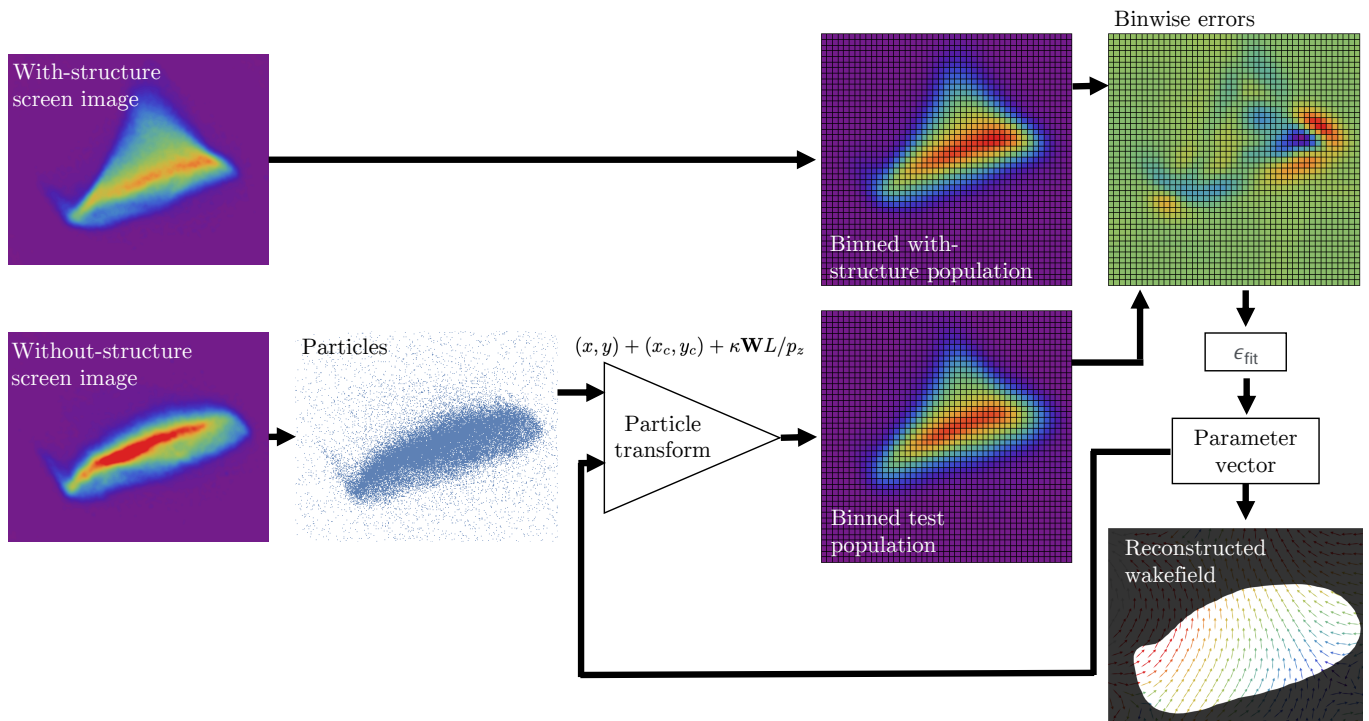 Binwise errors
With-structure
screen image
Binned with-
structure population
Without-structure
screen image
Particles
(x, y) + (x_c, y_c) + κ𝐖L/p_z
Particle
transform
ϵ_fit
Parameter
vector
Binned test
population
Reconstructed
wakefield